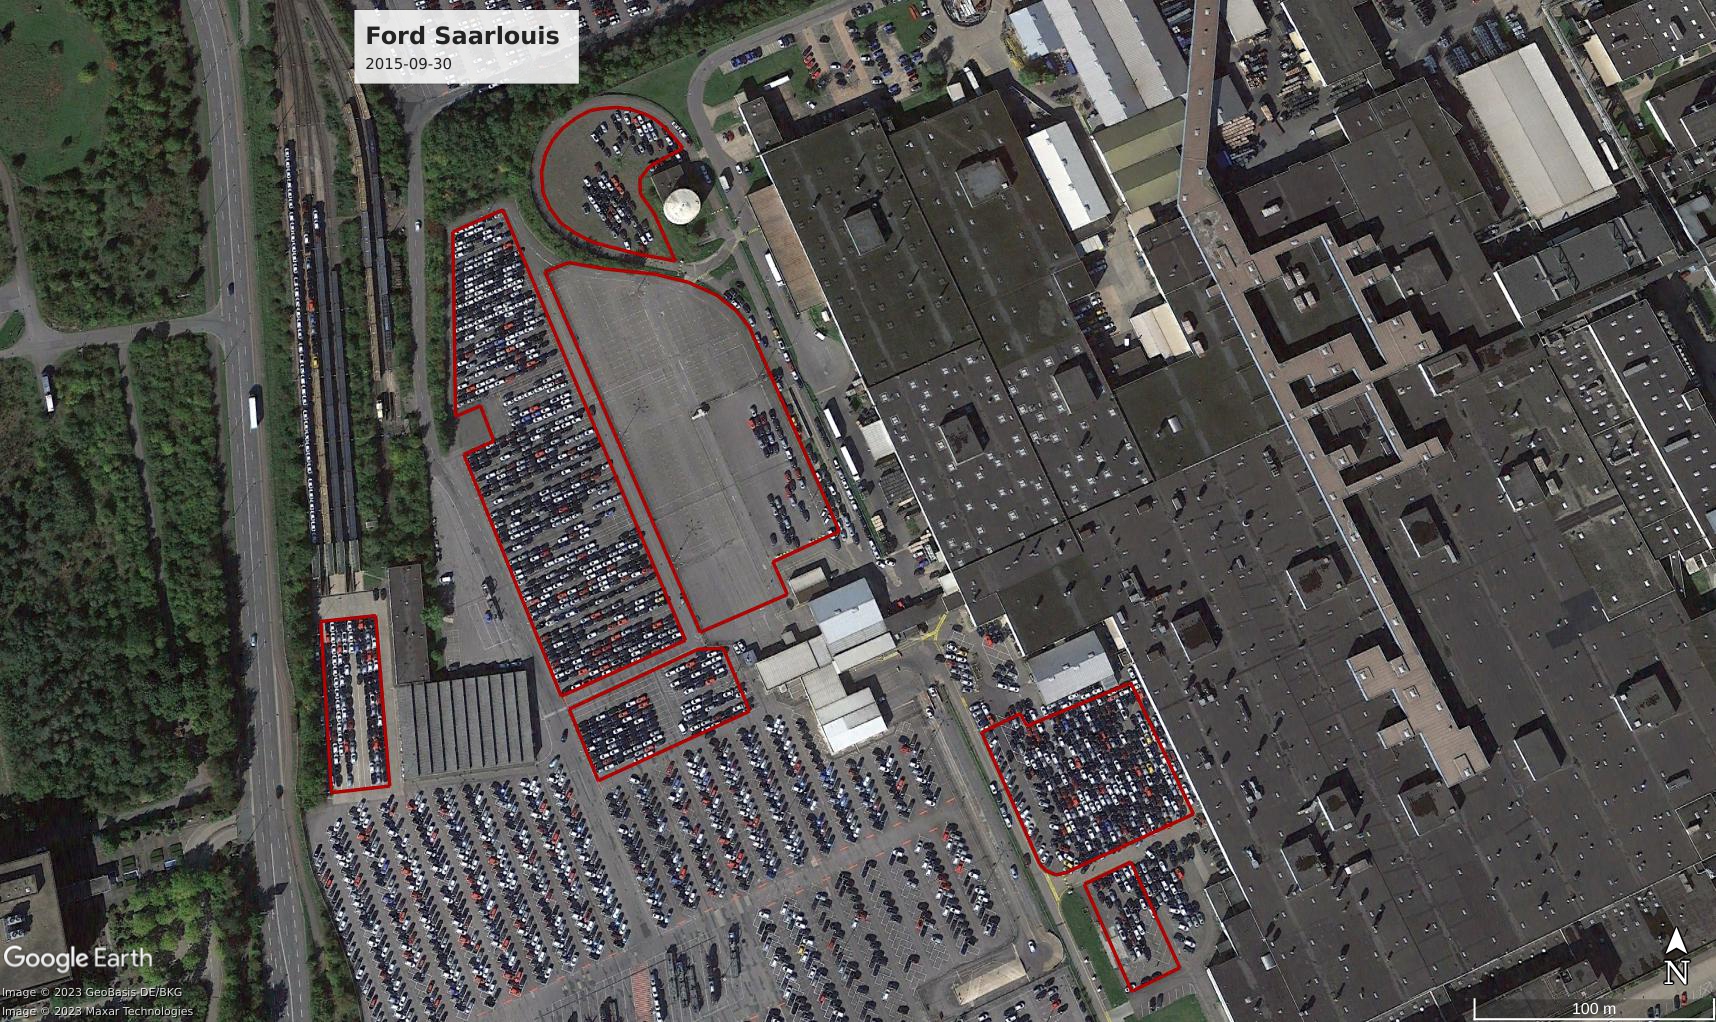 Ford Saarlouis
2015-09-30
Google Earth
Image © 2023 GeoBasis-DE/BKG
Image © 2023 Maxar Technologies
N
100 m